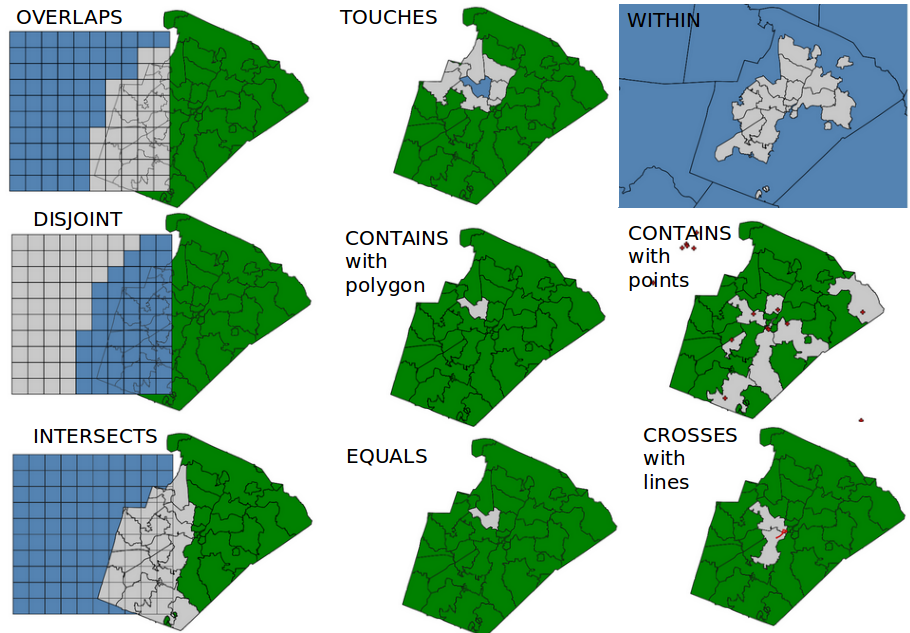 OVERLAPS
TOUCHES
WITHIN
DISJOINT
CONTAINS
with
polygon
CONTAINS
with
points
INTERSECTS
EQUALS
CROSSES
with
lines